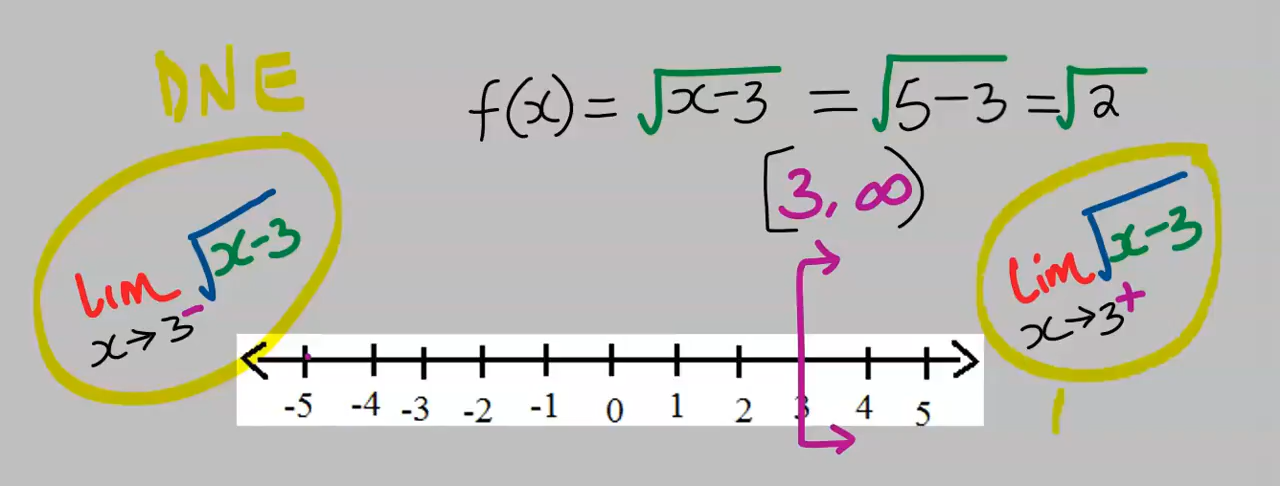 DNE
f(x) = √(x-3) = √(5-3) = √2
[3, ∞)
lim √(x-3)
x→3⁻
lim √(x-3)
x→3⁺
-5 -4 -3 -2 -1 0 1 2 3 4 5